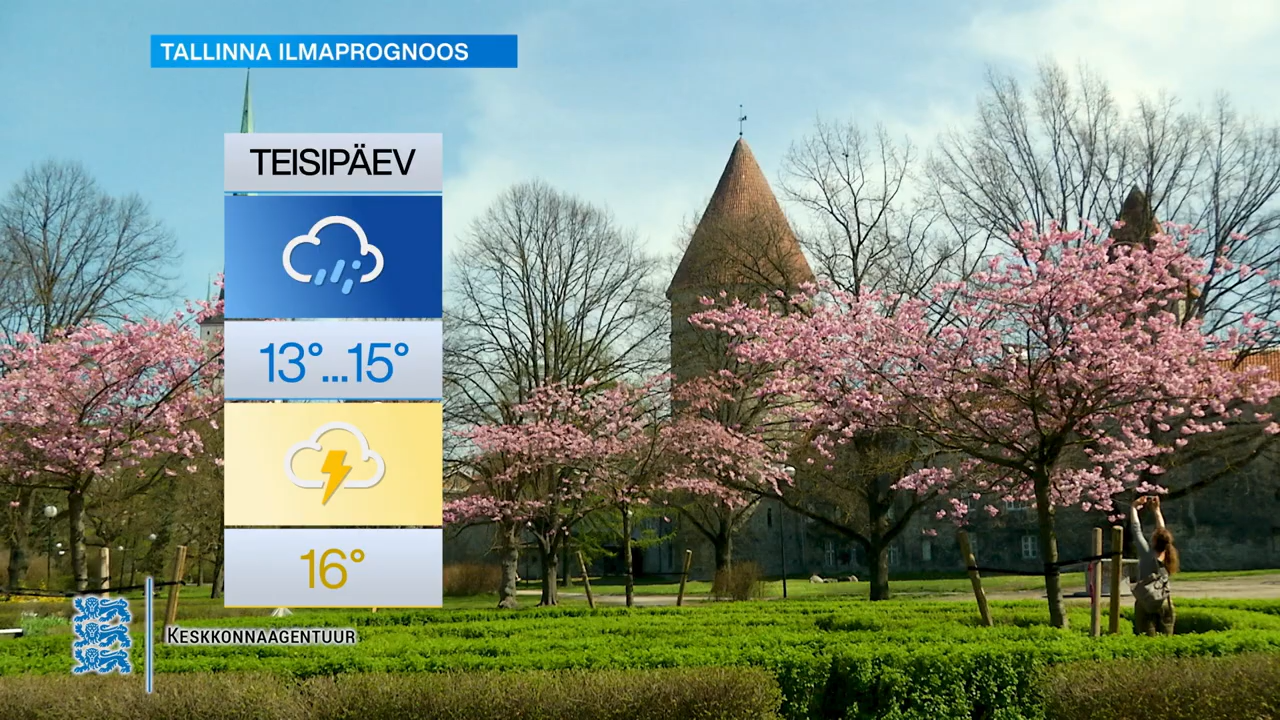 TALLINNA ILMAPROGNOOS
TEISIPÄEV
13°...15°
16°
KESKKONNAAGENTUUR